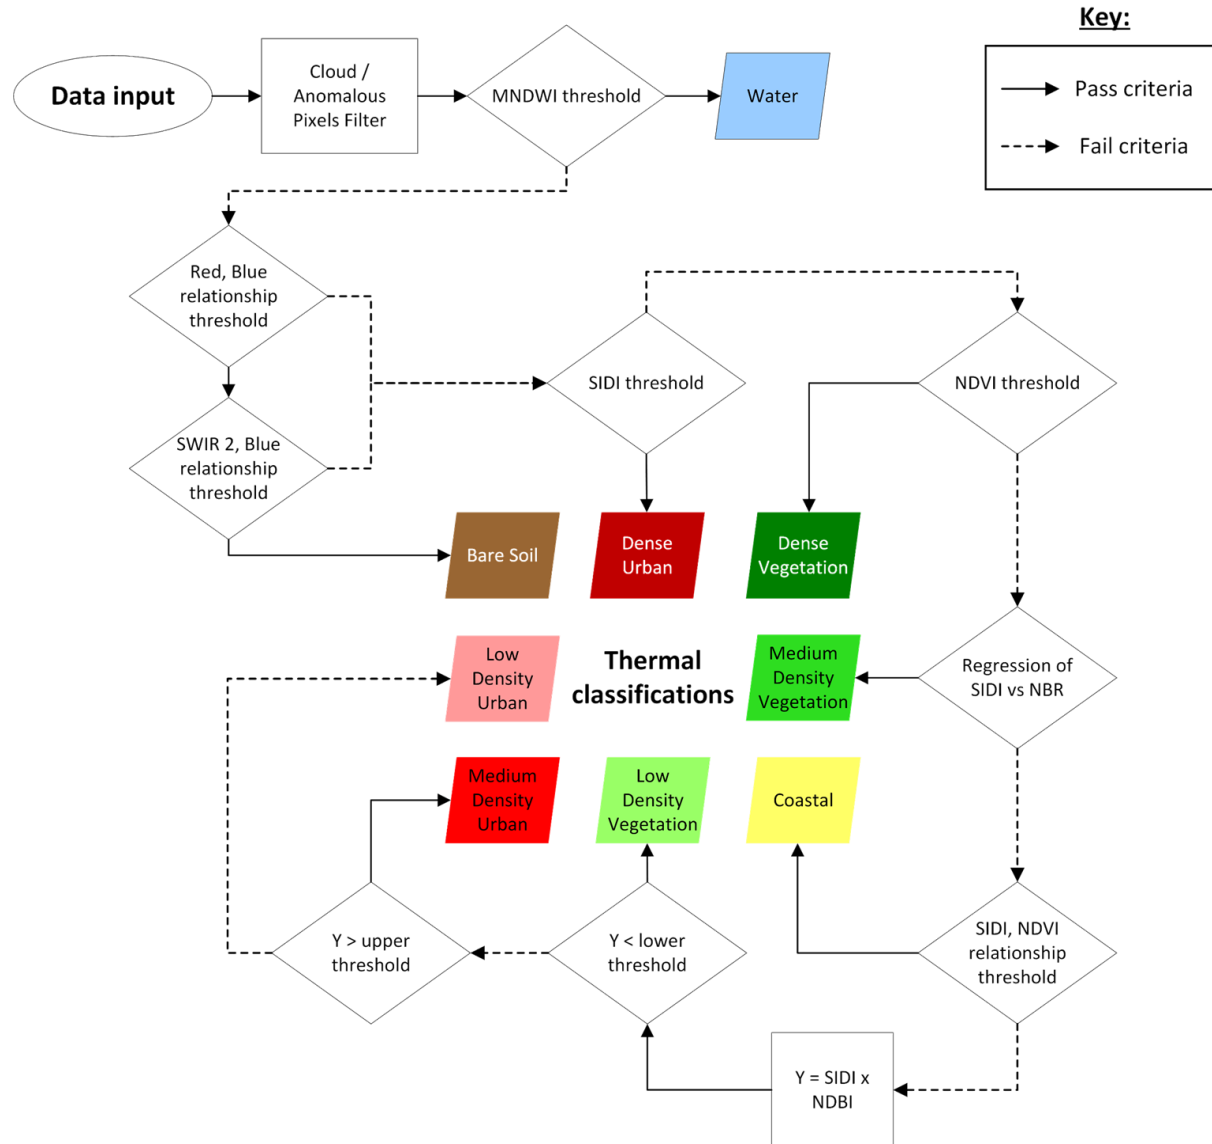 Key:
Pass criteria
Fail criteria
Data input
Cloud /
Anomalous
Pixels Filter
MNDWI threshold
Water
Red, Blue
relationship
threshold
SWIR 2, Blue
relationship
threshold
SIDI threshold
NDVI threshold
Bare Soil
Dense
Urban
Dense
Vegetation
Low
Density
Urban
Thermal
classifications
Medium
Density
Vegetation
Regression of
SIDI vs NBR
Medium
Density
Urban
Low
Density
Vegetation
Coastal
Y > upper
threshold
Y < lower
threshold
SIDI, NDVI
relationship
threshold
Y = SIDI x
NDBI